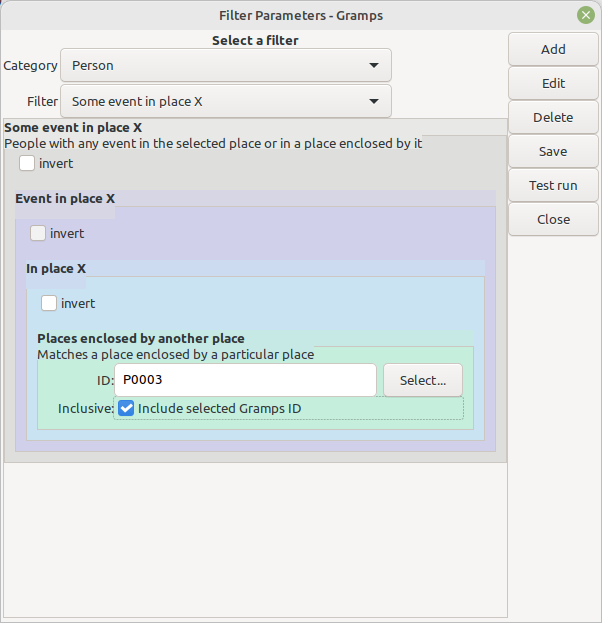 Filter Parameters - Gramps
Select a filter
Category Person
Filter Some event in place X
Add
Edit
Delete
Save
Test run
Close
Some event in place X
People with any event in the selected place or in a place enclosed by it
invert
Event in place X
invert
In place X
invert
Places enclosed by another place
Matches a place enclosed by a particular place
ID: P0003 Select...
Inclusive: Include selected Gramps ID